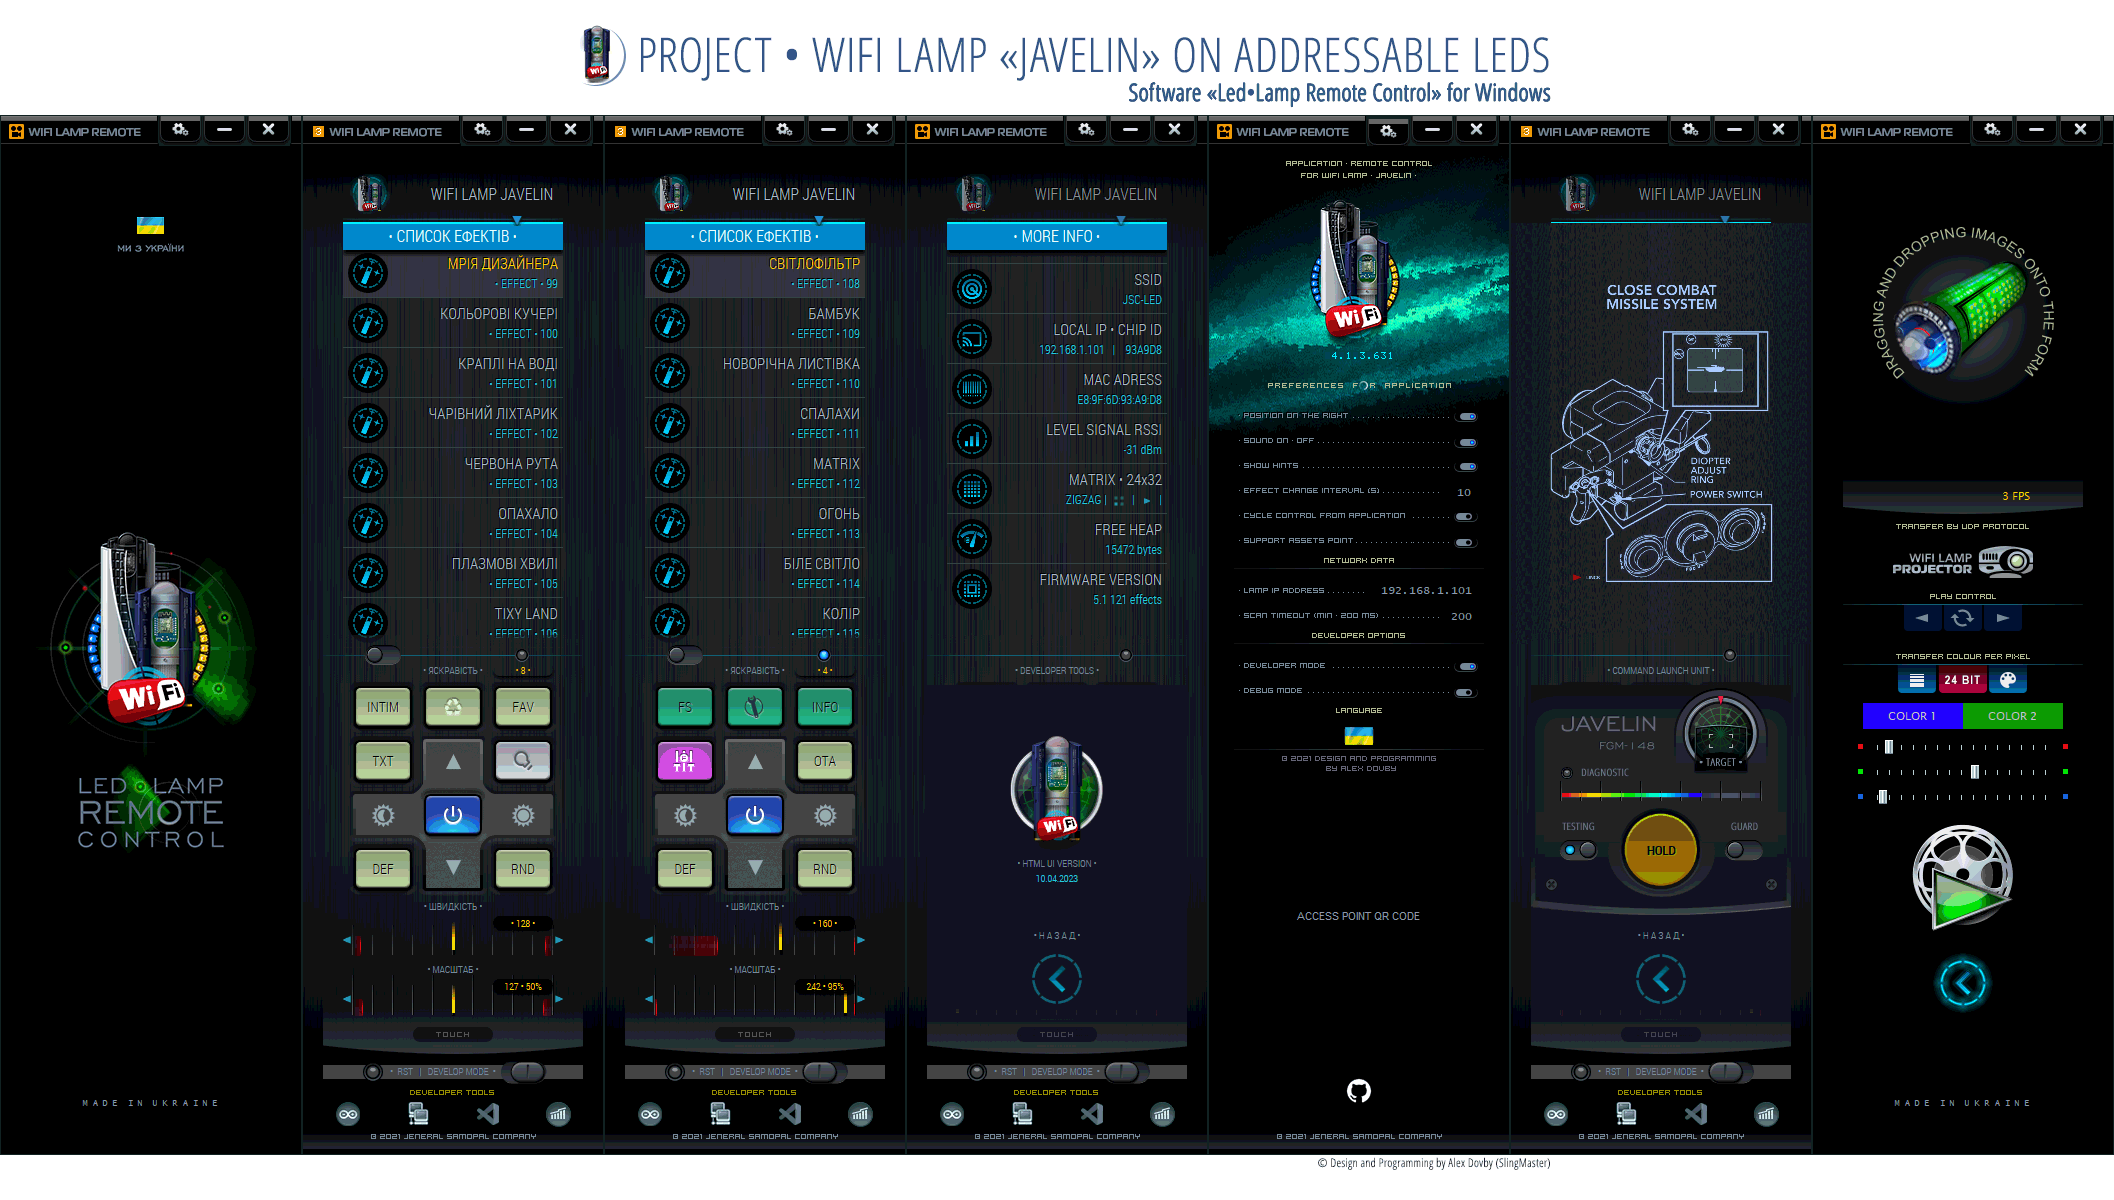 PROJECT • WIFI LAMP «JAVELIN» ON ADDRESSABLE LEDS
Software «Led•Lamp Remote Control» for Windows
WIFI LAMP REMOTE
МИ З УКРАЇНИ
WiFi
LED LAMP
REMOTE
CONTROL
MADE IN UKRAINE
3 WIFI LAMP REMOTE
WIFI LAMP JAVELIN
• СПИСОК ЕФЕКТІВ •
МРІЯ ДИЗАЙНЕРА
• EFFECT • 99
КОЛЬОРОВІ КУЧЕРІ
• EFFECT • 100
КРАПЛІ НА ВОДІ
• EFFECT • 101
ЧАРІВНИЙ ЛІХТАРИК
• EFFECT • 102
ЧЕРВОНА РУТА
• EFFECT • 103
ОПАХАЛО
• EFFECT • 104
ПЛАЗМОВІ ХВИЛІ
• EFFECT • 105
TIXY LAND
• EFFECT • 106
• ЯСКРАВІСТЬ •
• 8 •
INTIM
FAV
TXT
DEF
RND
• ШВИДКІСТЬ •
• 128 •
• МАСШТАБ •
127 • 50%
TOUCH
• RST | DEVELOP MODE •
DEVELOPER TOOLS
© 2021 JENERAL SAMOPAL COMPANY
3 WIFI LAMP REMOTE
WIFI LAMP JAVELIN
• СПИСОК ЕФЕКТІВ •
СВІТЛОФІЛЬТР
• EFFECT • 108
БАМБУК
• EFFECT • 109
НОВОРІЧНА ЛИСТІВКА
• EFFECT • 110
СПАЛАХИ
• EFFECT • 111
MATRIX
• EFFECT • 112
ОГОНЬ
• EFFECT • 113
БІЛЕ СВІТЛО
• EFFECT • 114
КОЛІР
• EFFECT • 115
• ЯСКРАВІСТЬ •
• 4 •
FS
INFO
OTA
DEF
RND
• ШВИДКІСТЬ •
• 160 •
• МАСШТАБ •
242 • 95%
TOUCH
• RST | DEVELOP MODE •
DEVELOPER TOOLS
© 2021 JENERAL SAMOPAL COMPANY
WIFI LAMP REMOTE
WIFI LAMP JAVELIN
• MORE INFO •
SSID
JSC-LED
LOCAL IP • CHIP ID
192.168.1.101 | 93A9D8
MAC ADRESS
E8:9F:6D:93:A9:D8
LEVEL SIGNAL RSSI
-31 dBm
MATRIX • 24x32
ZIGZAG |
FREE HEAP
15472 bytes
FIRMWARE VERSION
5.1 121 effects
• DEVELOPER TOOLS •
WiFi
• HTML UI VERSION •
10.04.2023
• НАЗАД •
TOUCH
• RST | DEVELOP MODE •
DEVELOPER TOOLS
© 2021 JENERAL SAMOPAL COMPANY
WIFI LAMP REMOTE
APPLICATION · REMOTE CONTROL
FOR WIFI LAMP · JAVELIN ·
WiFi
4.1.3.631
PREFERENCES FOR APPLICATION
· POSITION ON THE RIGHT
· SOUND ON · OFF
· SHOW HINTS
· EFFECT CHANGE INTERVAL (S) 10
· CYCLE CONTROL FROM APPLICATION
· SUPPORT ASSETS POINT
NETWORK DATA
· LAMP IP ADDRESS 192.168.1.101
· SCAN TIMEOUT (MIN · 200 MS) 200
DEVELOPER OPTIONS
· DEVELOPER MODE
· DEBUG MODE
LANGUAGE
© 2021 DESIGN AND PROGRAMMING
BY ALEX DOVBY
ACCESS POINT QR CODE
© 2021 JENERAL SAMOPAL COMPANY
3 WIFI LAMP REMOTE
WIFI LAMP JAVELIN
CLOSE COMBAT
MISSILE SYSTEM
DIOPTER
ADJUST
RING
POWER SWITCH
• COMMAND LAUNCH UNIT •
JAVELIN
FGM-148
• TARGET •
DIAGNOSTIC
TESTING
GUARD
HOLD
• НАЗАД •
TOUCH
• RST | DEVELOP MODE •
DEVELOPER TOOLS
© 2021 JENERAL SAMOPAL COMPANY
WIFI LAMP REMOTE
DRAGGING AND DROPPING IMAGES ONTO THE FORM
3 FPS
TRANSFER BY UDP PROTOCOL
WIFI LAMP
PROJECTOR
PLAY CONTROL
TRANSFER COLOUR PER PIXEL
24 BIT
COLOR 1
COLOR 2
MADE IN UKRAINE
© Design and Programming by Alex Dovby (SlingMaster)